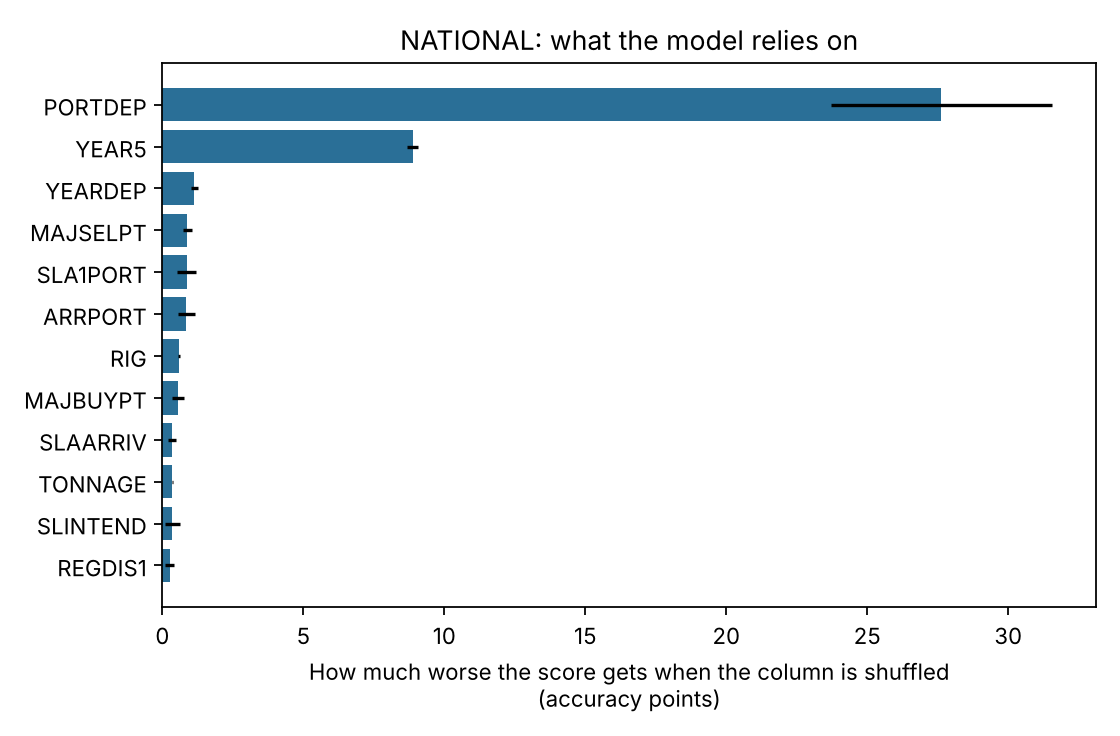 NATIONAL: what the model relies on
PORTDEP
YEAR5
YEARDEP
MAJSELPT
SLA1PORT
ARRPORT
RIG
MAJBUYPT
SLAARRIV
TONNAGE
SLINTEND
REGDIS1
0 5 10 15 20 25 30
How much worse the score gets when the column is shuffled
(accuracy points)